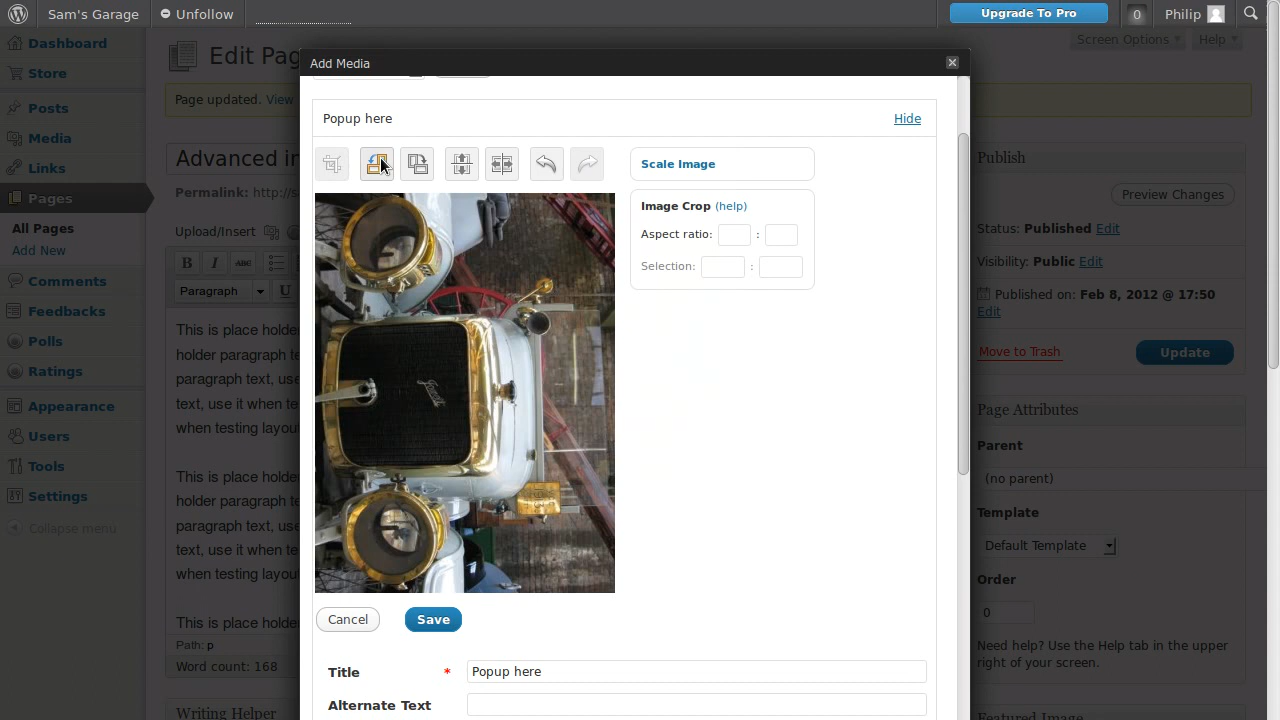 Sam's Garage
Unfollow
Upgrade To Pro
0
Philip
Dashboard
Store
Posts
Media
Links
Pages
All Pages
Add New
Comments
Feedbacks
Polls
Ratings
Appearance
Users
Tools
Settings
Collapse menu
Edit Pag
Screen Options
Help
Page updated. View
Advanced in
Permalink: http://s
Upload/Insert
B I ABC
Paragraph U
This is place holde
holder paragraph te
paragraph text, use
text, use it when te
when testing layou
This is place holde
holder paragraph te
paragraph text, use
text, use it when te
when testing layou
This is place holde
Path: p
Word count: 168
Writing Helper
Add Media
Popup here
Hide
Scale Image
Image Crop (help)
Aspect ratio: :
Selection: :
Cancel
Save
Title * Popup here
Alternate Text
Publish
Preview Changes
Status: Published Edit
Visibility: Public Edit
Published on: Feb 8, 2012 @ 17:50
Edit
Move to Trash
Update
Page Attributes
Parent
(no parent)
Template
Default Template
Order
0
Need help? Use the Help tab in the upper
right of your screen.
Featured Image